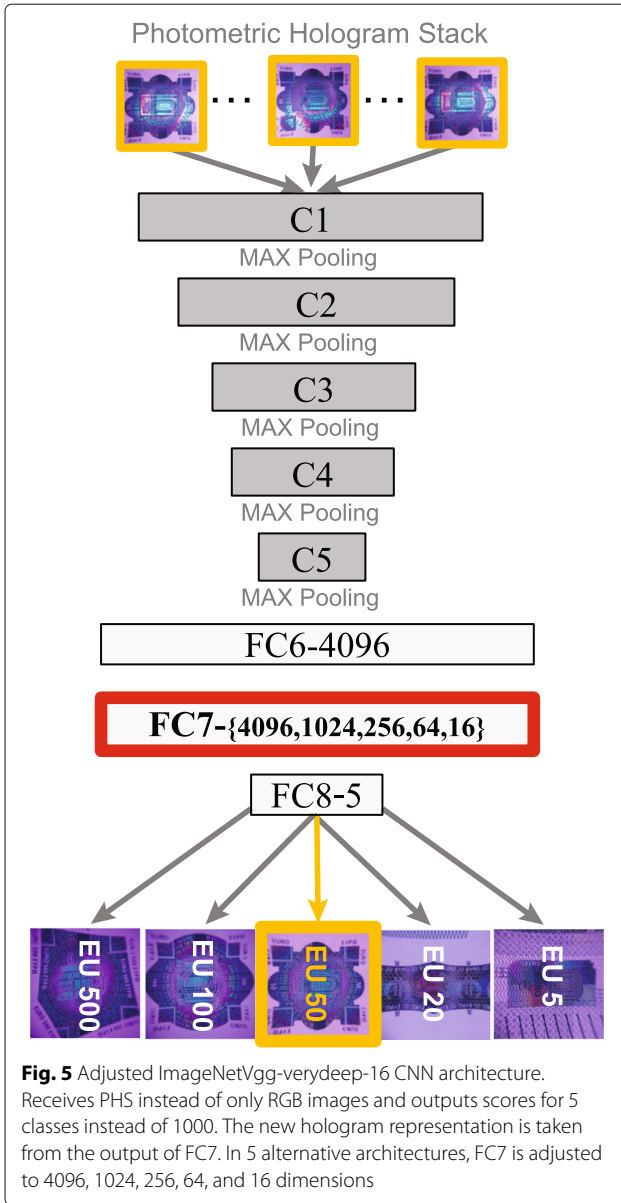 Photometric Hologram Stack
... ...
C1
MAX Pooling
C2
MAX Pooling
C3
MAX Pooling
C4
MAX Pooling
C5
MAX Pooling
FC6-4096
FC7-{4096,1024,256,64,16}
FC8-5
EU 500
EU 100
EU 50
EU 20
EU 5
Fig. 5 Adjusted ImageNetVgg-verydeep-16 CNN architecture.
Receives PHS instead of only RGB images and outputs scores for 5
classes instead of 1000. The new hologram representation is taken
from the output of FC7. In 5 alternative architectures, FC7 is adjusted
to 4096, 1024, 256, 64, and 16 dimensions